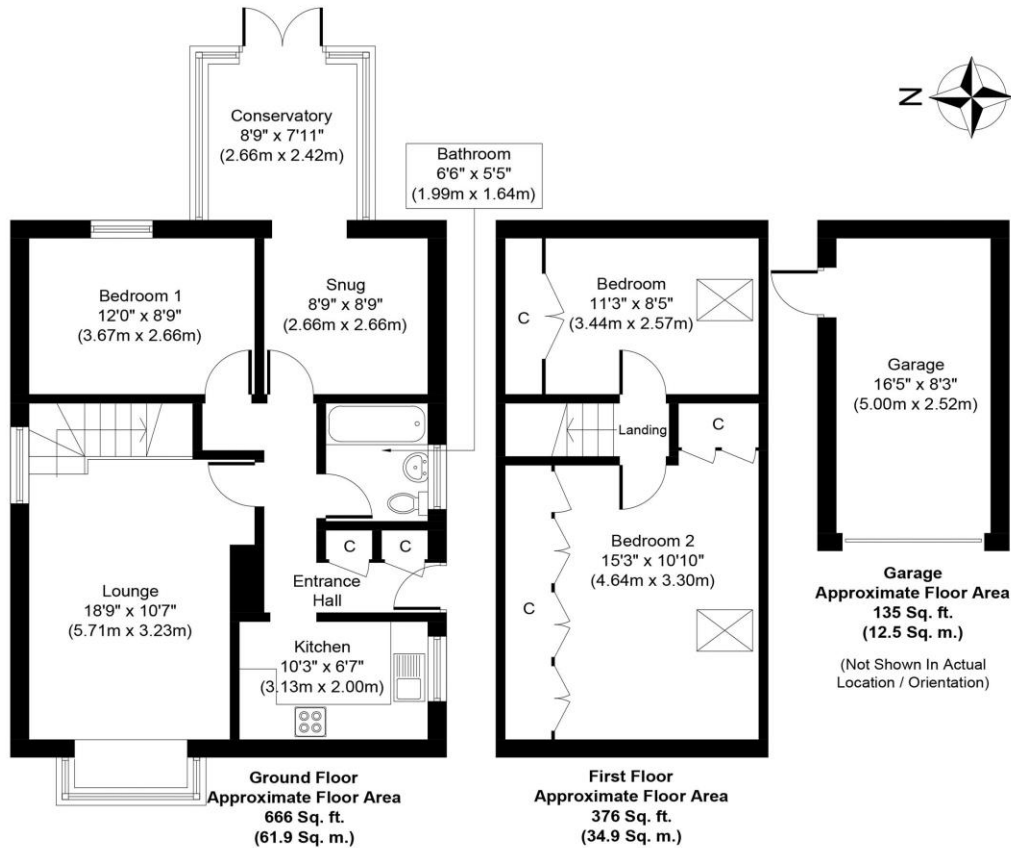 N
Conservatory
8'9" x 7'11"
(2.66m x 2.42m)
Bathroom
6'6" x 5'5"
(1.99m x 1.64m)
Bedroom 1
12'0" x 8'9"
(3.67m x 2.66m)
Snug
8'9" x 8'9"
(2.66m x 2.66m)
C
C
Entrance
Hall
Lounge
18'9" x 10'7"
(5.71m x 3.23m)
Kitchen
10'3" x 6'7"
(3.13m x 2.00m)
Ground Floor
Approximate Floor Area
666 Sq. ft.
(61.9 Sq. m.)
C
Bedroom
11'3" x 8'5"
(3.44m x 2.57m)
Landing
C
C
Bedroom 2
15'3" x 10'10"
(4.64m x 3.30m)
First Floor
Approximate Floor Area
376 Sq. ft.
(34.9 Sq. m.)
Garage
16'5" x 8'3"
(5.00m x 2.52m)
Garage
Approximate Floor Area
135 Sq. ft.
(12.5 Sq. m.)
(Not Shown In Actual
Location / Orientation)